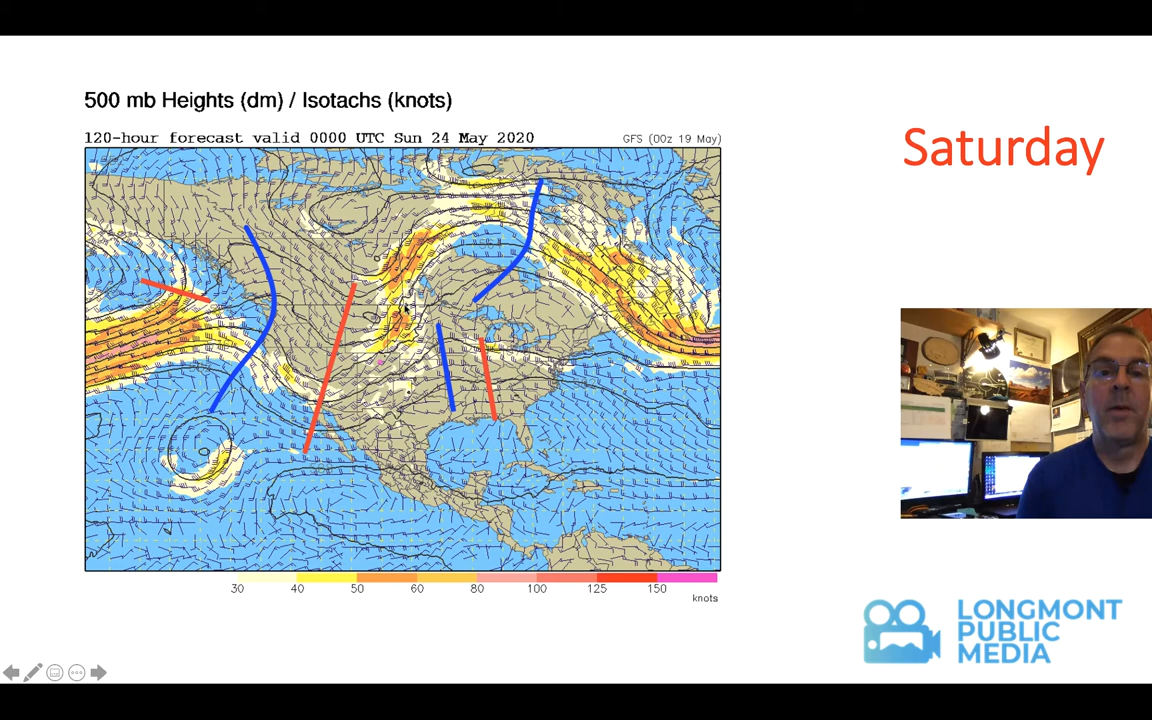 500 mb Heights (dm) / Isotachs (knots)
120-hour forecast valid 0000 UTC Sun 24 May 2020
GFS (00z 19 May)
Saturday
30 40 50 60 80 100 125 150
knots
LONGMONT
PUBLIC
MEDIA